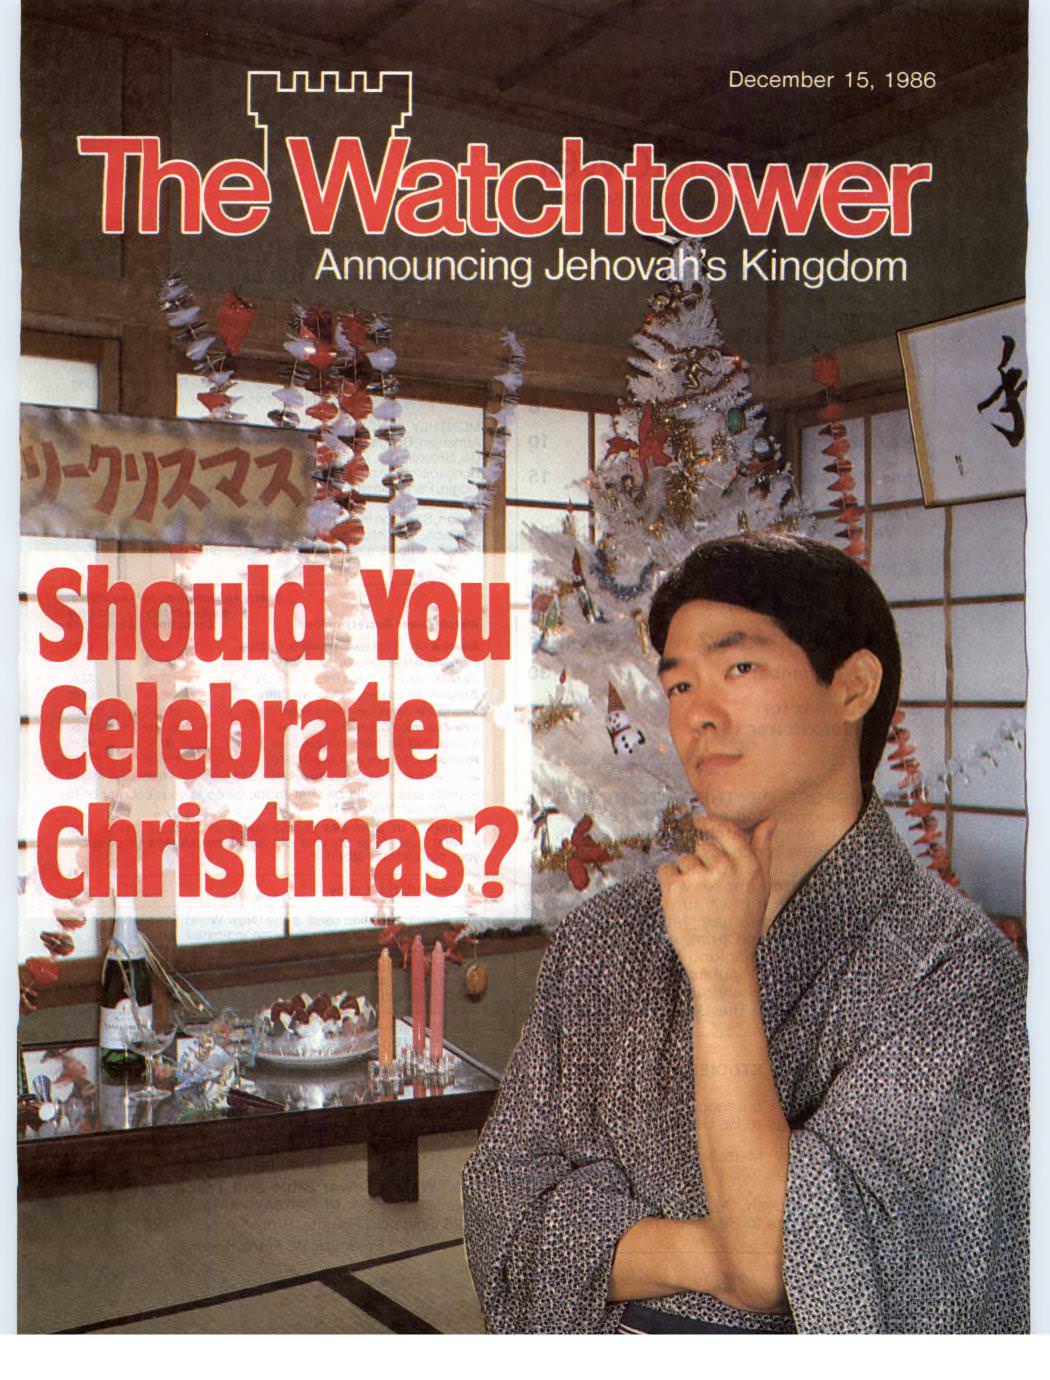 December 15, 1986
The Watchtower
Announcing Jehovah's Kingdom
手
リークリスマス
Should You
Celebrate
Christmas?